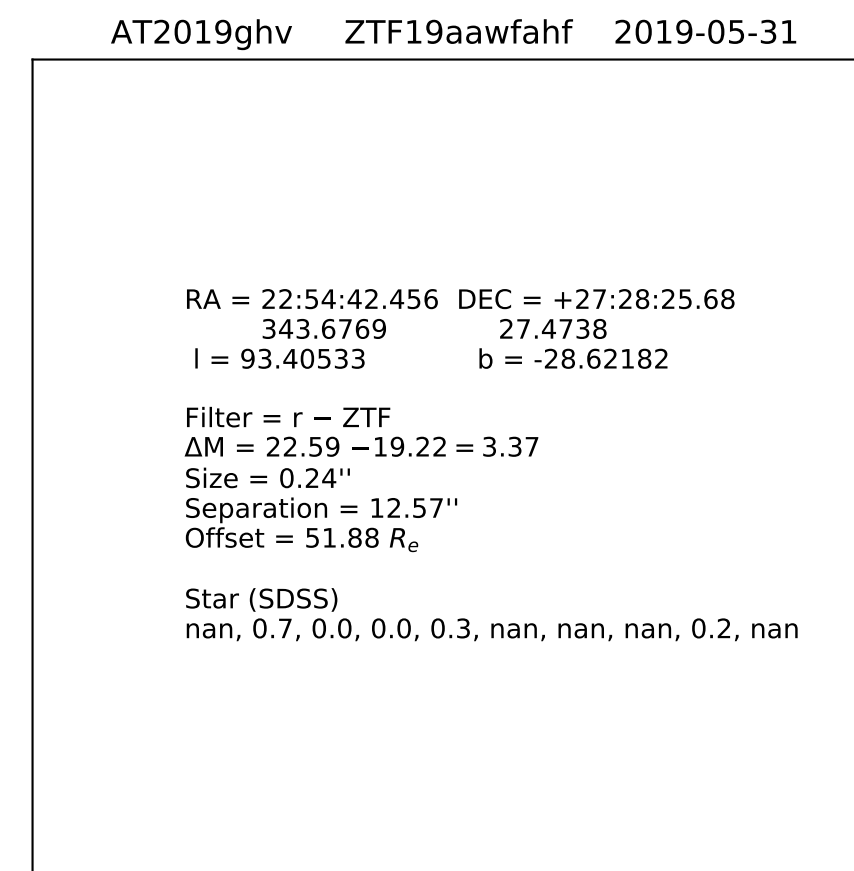 AT2019ghv ZTF19aawfahf 2019-05-31
RA = 22:54:42.456 DEC = +27:28:25.68
343.6769 27.4738
l = 93.40533 b = -28.62182
Filter = r − ZTF
ΔM = 22.59 −19.22 = 3.37
Size = 0.24''
Separation = 12.57''
Offset = 51.88 Re
Star (SDSS)
nan, 0.7, 0.0, 0.0, 0.3, nan, nan, nan, 0.2, nan